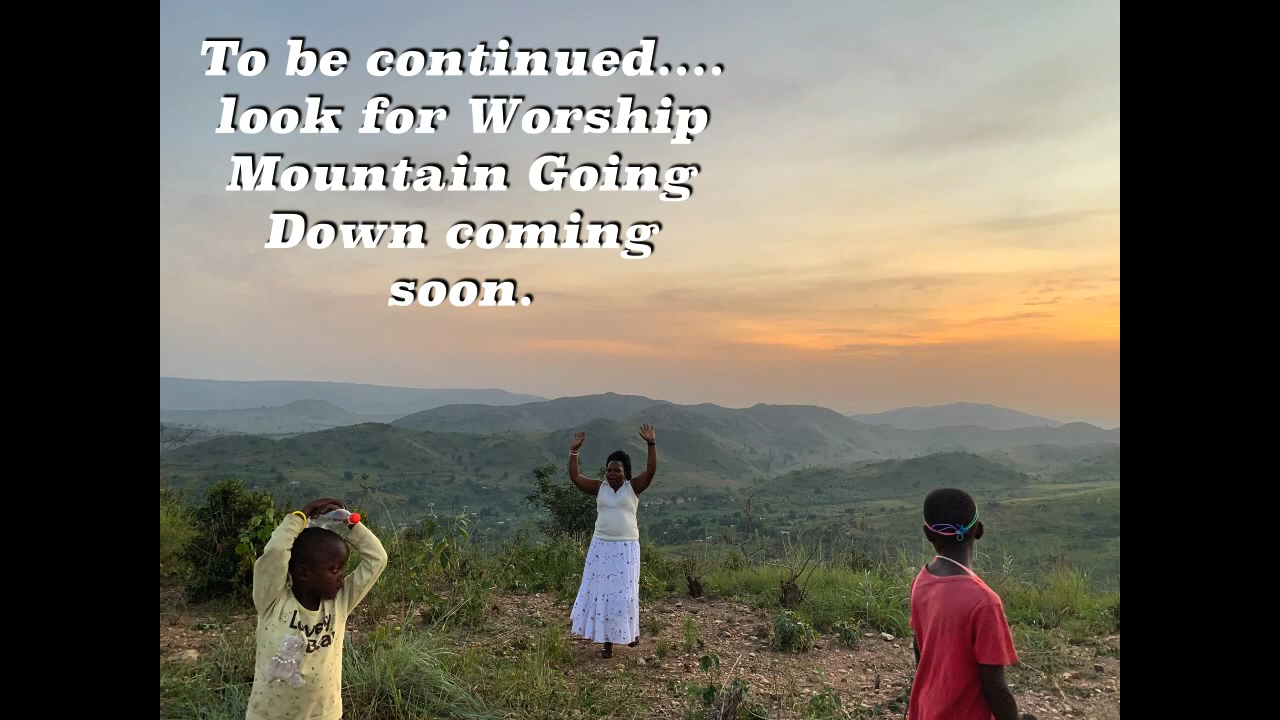 To be continued....
look for Worship
Mountain Going
Down coming
soon.